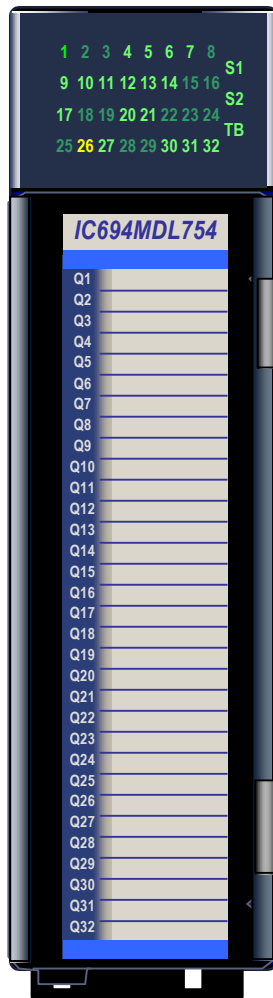 1 2 3 4 5 6 7 8
S1
9 10 11 12 13 14 15 16
S2
17 18 19 20 21 22 23 24
TB
25 26 27 28 29 30 31 32
IC694MDL754
Q1
Q2
Q3
Q4
Q5
Q6
Q7
Q8
Q9
Q10
Q11
Q12
Q13
Q14
Q15
Q16
Q17
Q18
Q19
Q20
Q21
Q22
Q23
Q24
Q25
Q26
Q27
Q28
Q29
Q30
Q31
Q32